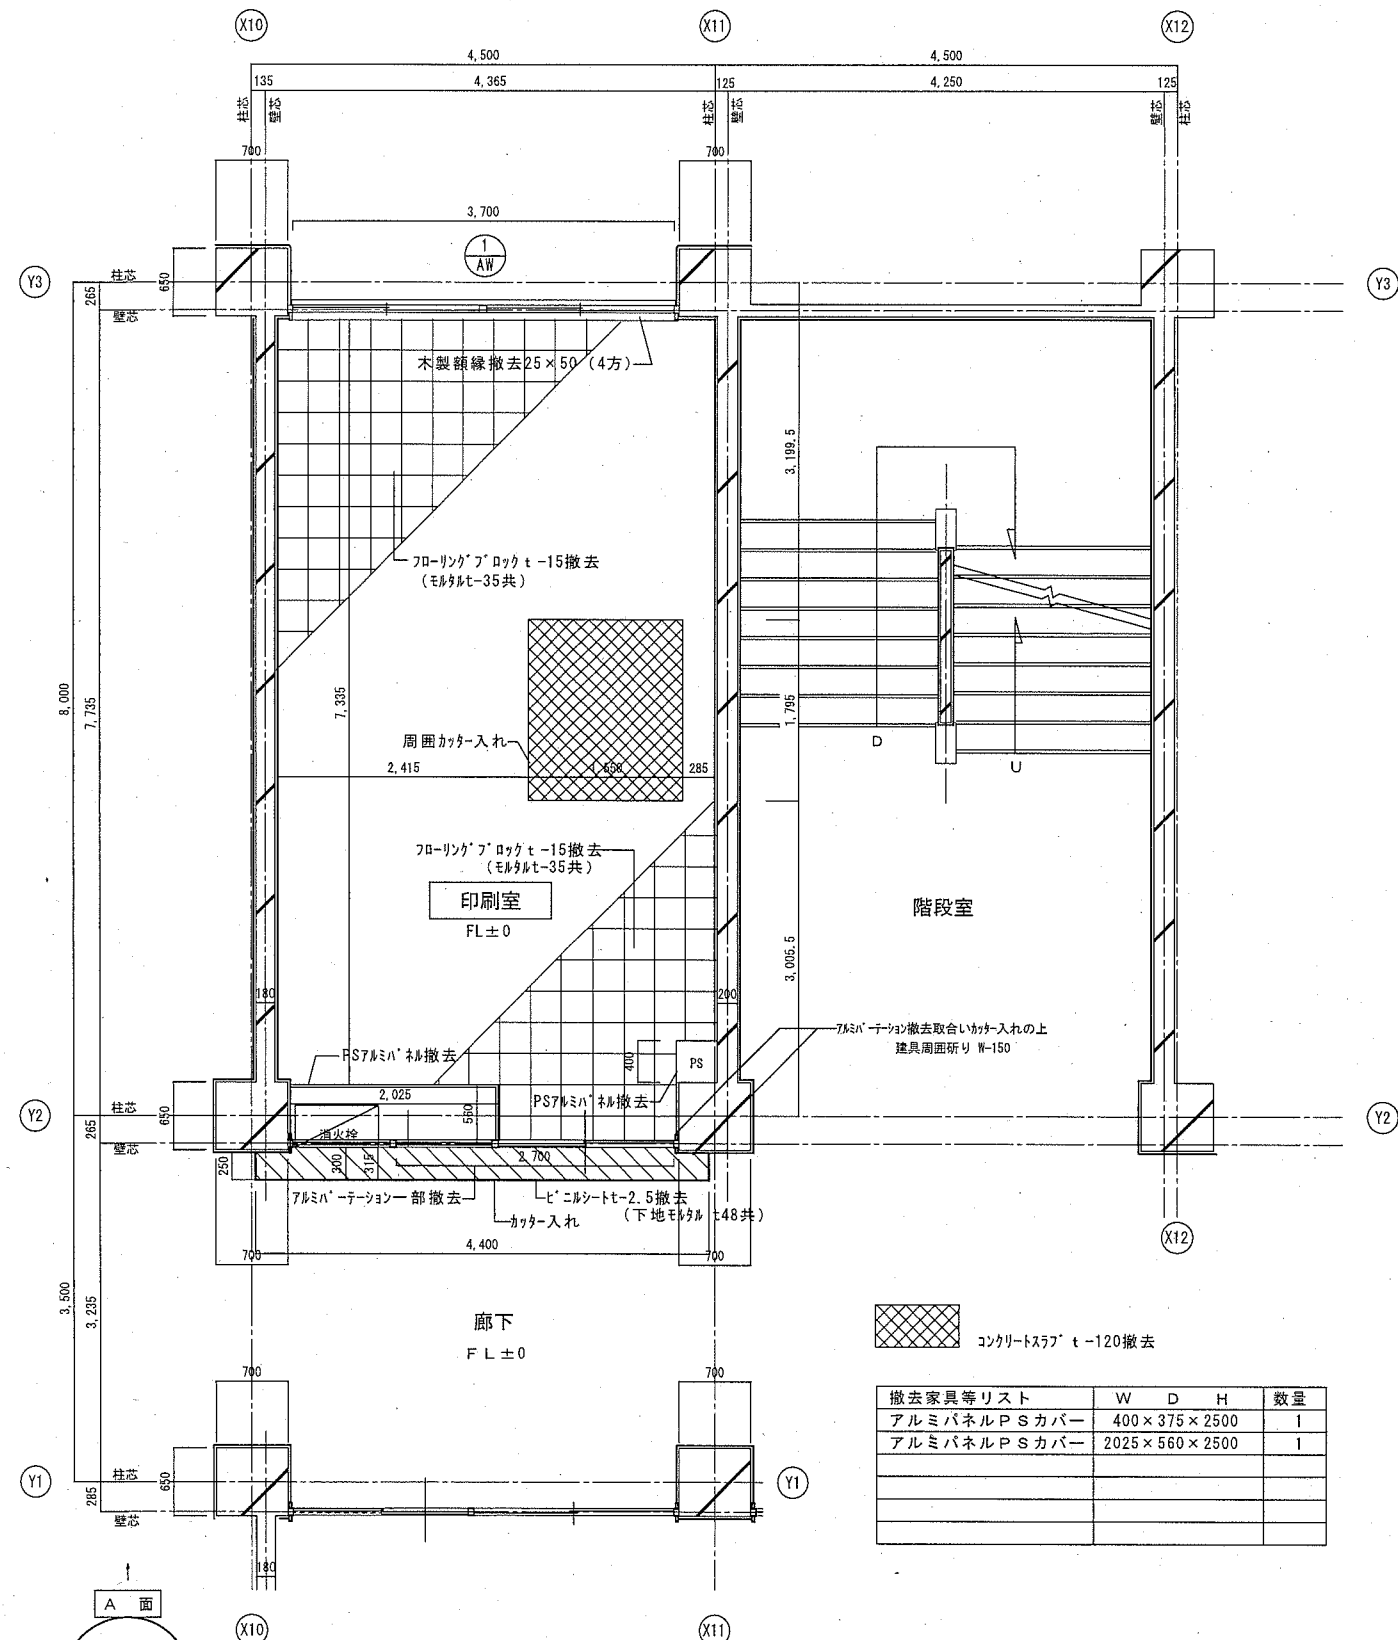 X10
X11
X12
4,500
4,500
135
4,365
125
4,250
125
柱芯
壁芯
柱芯
壁芯
壁芯
柱芯
700
700
3,700
1
AW
Y3
柱芯
265
650
壁芯
Y3
木製額縁撤去25×50 (4方)
3,199.5
フローリングブロックt-15撤去
(モルタルt-35共)
8,000
7,735
7,335
周囲カッター入れ
2,415
285
1,795
D
U
フローリングブロックt-15撤去
(モルタルt-35共)
印刷室
FL±0
階段室
3,005.5
180
200
アルミパーテーション撤去取合いカッター入れの上
建具周囲斫り W-150
PSアルミパネル撤去
400
PS
2,025
PSアルミパネル撤去
Y2
柱芯
650
560
Y2
265
壁芯
消火栓
250
300
315
2,700
アルミパーテーション一部撤去
ビニルシートt-2.5撤去
(下地モルタル t48共)
カッター入れ
4,400
X12
700
700
3,500
3,235
廊下
FL±0
コンクリートスラブ t-120撤去
700
700
撤去家具等リスト W D H 数量
アルミパネルPSカバー 400×375×2500 1
アルミパネルPSカバー 2025×560×2500 1
Y1
柱芯
650
Y1
285
壁芯
180
A 面
X10
X11